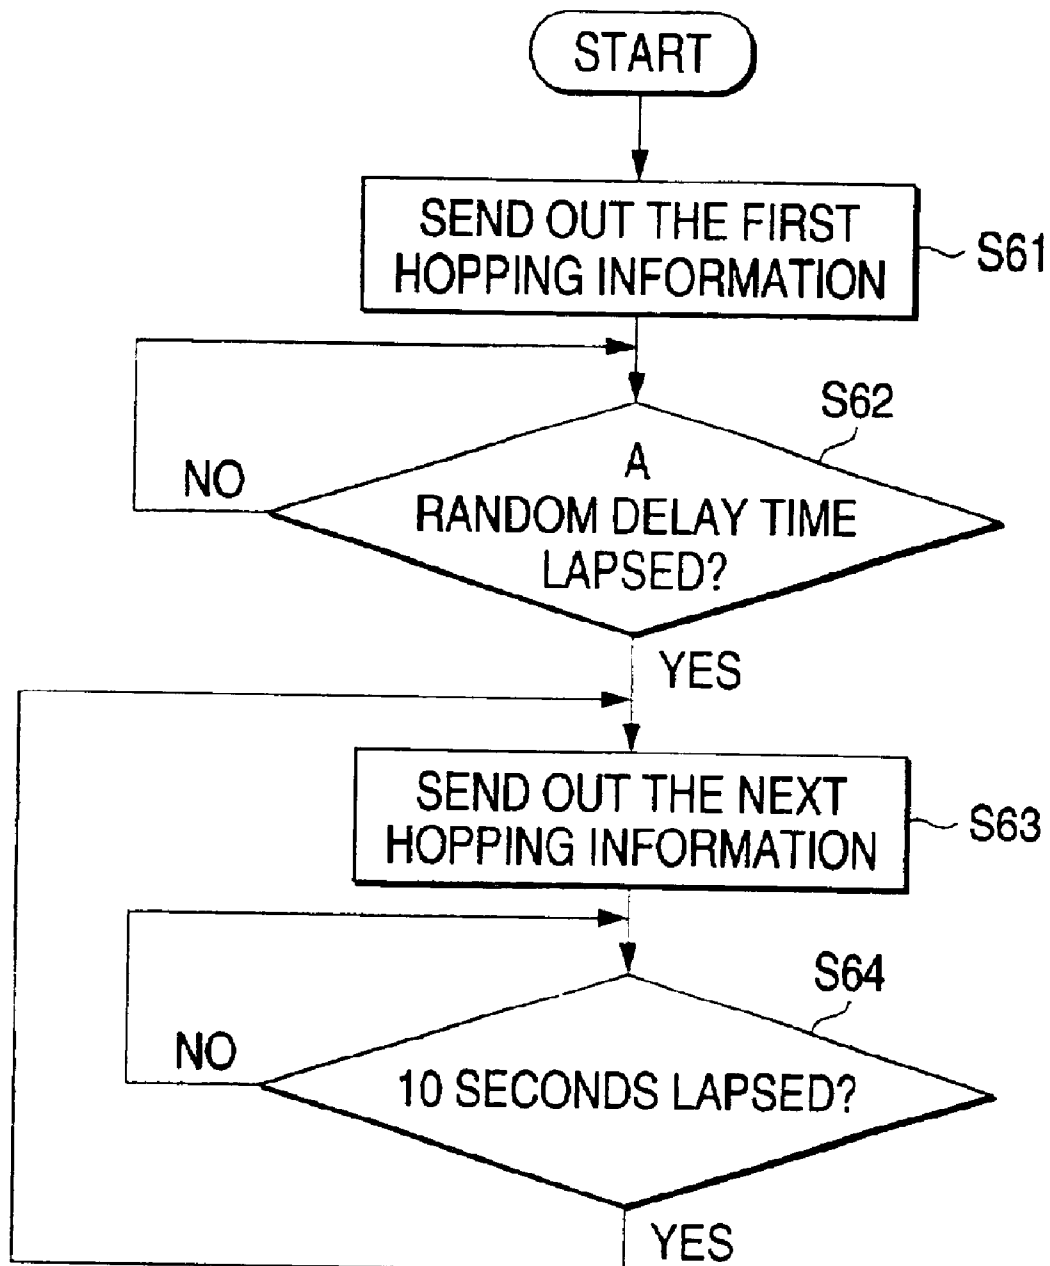 START
SEND OUT THE FIRST
HOPPING INFORMATION
S61
S62
A
RANDOM DELAY TIME
LAPSED?
NO
YES
SEND OUT THE NEXT
HOPPING INFORMATION
S63
S64
10 SECONDS LAPSED?
NO
YES